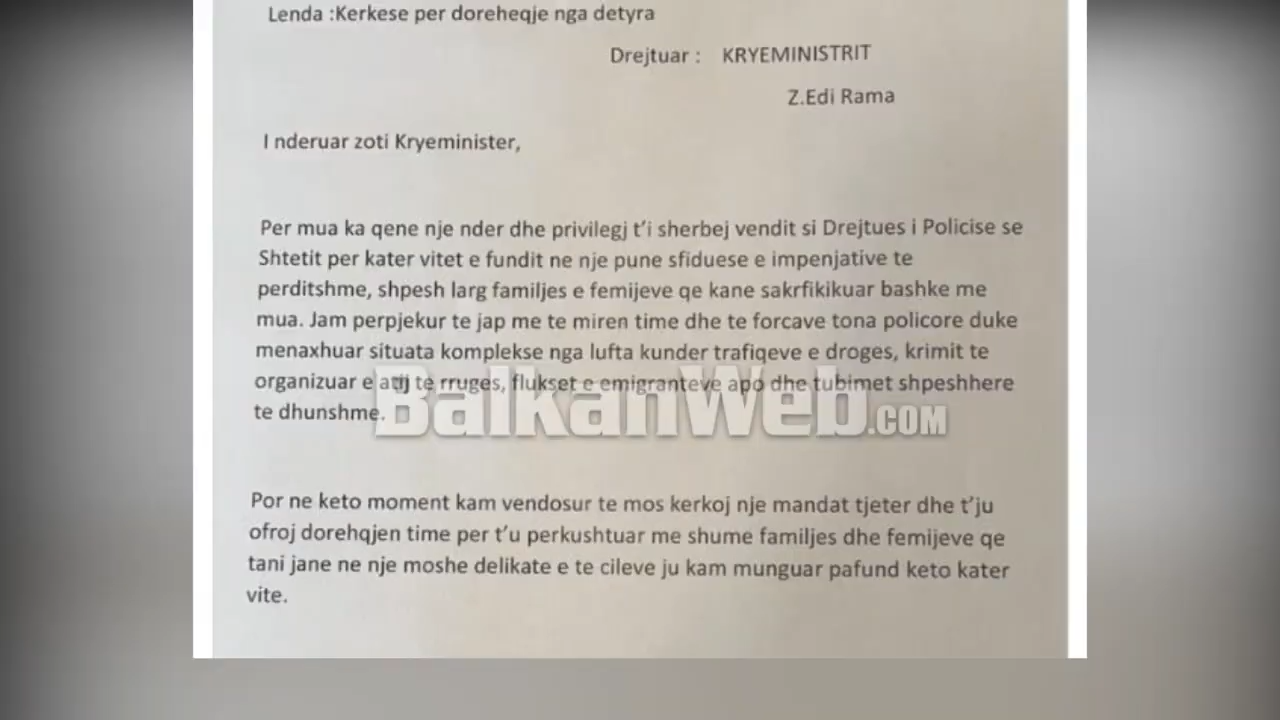 Lenda :Kerkese per doreheqje nga detyra
Drejtuar : KRYEMINISTRIT
Z.Edi Rama
I nderuar zoti Kryeminister,
Per mua ka qene nje nder dhe privilegj t'i sherbej vendit si Drejtues i Policise se
Shtetit per kater vitet e fundit ne nje pune sfiduese e impenjative te
perditshme, shpesh larg familjes e femijeve qe kane sakrfikikuar bashke me
mua. Jam perpjekur te jap me te miren time dhe te forcave tona policore duke
menaxhuar situata komplekse nga lufta kunder trafiqeve e droges, krimit te
organizuar e atij te rruges, flukset e emigranteve apo dhe tubimet shpeshhere
te dhunshme.
BalkanWeb.COM
Por ne keto moment kam vendosur te mos kerkoj nje mandat tjeter dhe t'ju
ofroj dorehqjen time per t'u perkushtuar me shume familjes dhe femijeve qe
tani jane ne nje moshe delikate e te cileve ju kam munguar pafund keto kater
vite.